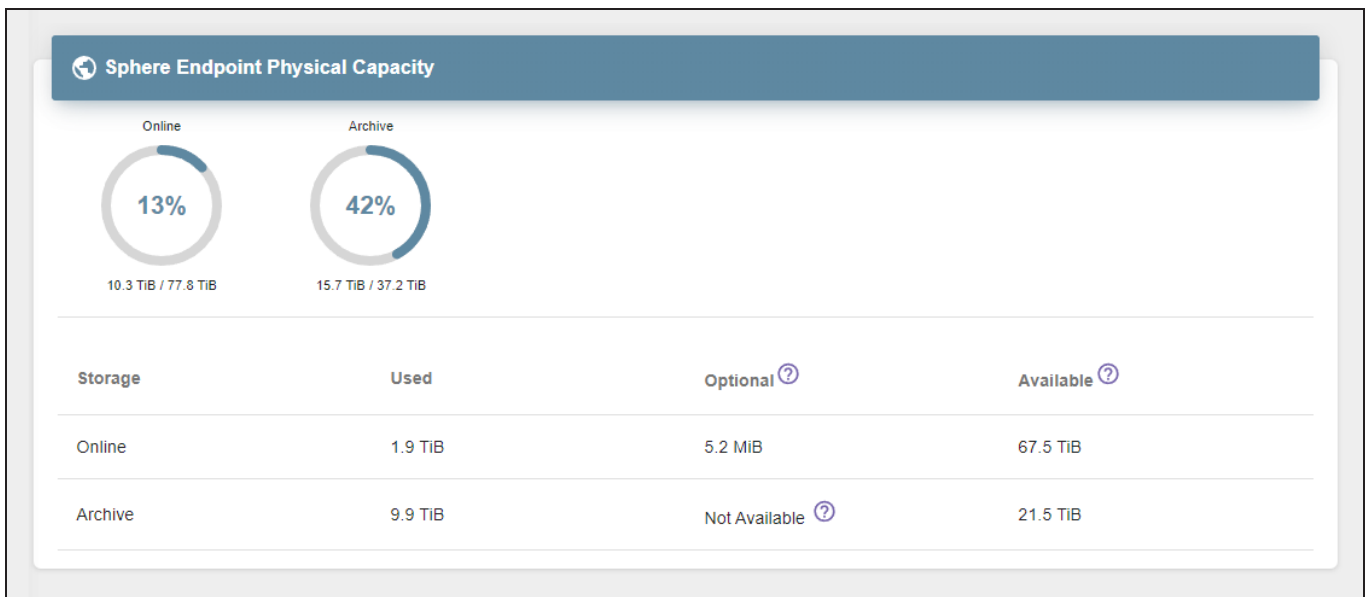 Sphere Endpoint Physical Capacity
Online Archive
13% 42%
10.3 TiB / 77.8 TiB 15.7 TiB / 37.2 TiB
Storage Used Optional ? Available ?
Online 1.9 TiB 5.2 MiB 67.5 TiB
Archive 9.9 TiB Not Available ? 21.5 TiB